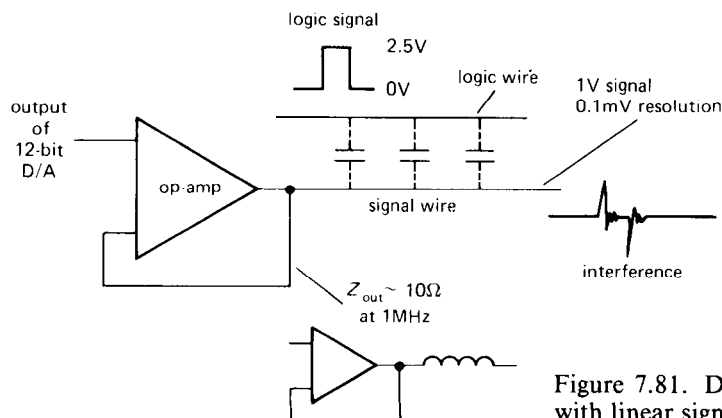 logic signal
2.5V
0V
logic wire
1V signal
0.1mV resolution
output
of
12-bit
D/A
op-amp
signal wire
interference
Zout ~ 10Ω
at 1MHz
Figure 7.81. D
with linear sign